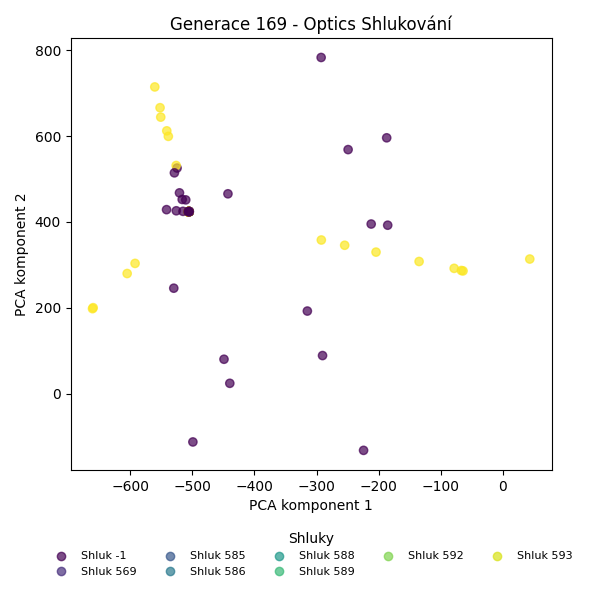 Generace 169 - Optics Shlukování
PCA komponent 2
800
600
400
200
0
−600 −500 −400 −300 −200 −100 0
PCA komponent 1
Shluky
Shluk -1 Shluk 585 Shluk 588 Shluk 592 Shluk 593
Shluk 569 Shluk 586 Shluk 589